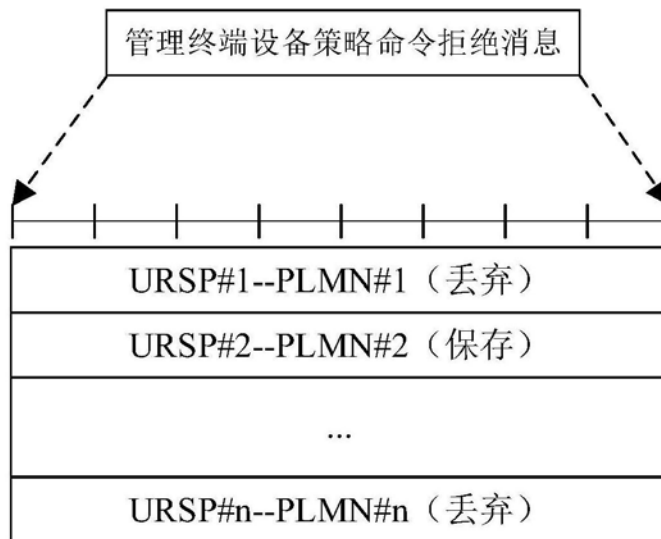 管理终端设备策略命令拒绝消息
URSP#1--PLMN#1（丢弃）
URSP#2--PLMN#2（保存）
...
URSP#n--PLMN#n（丢弃）